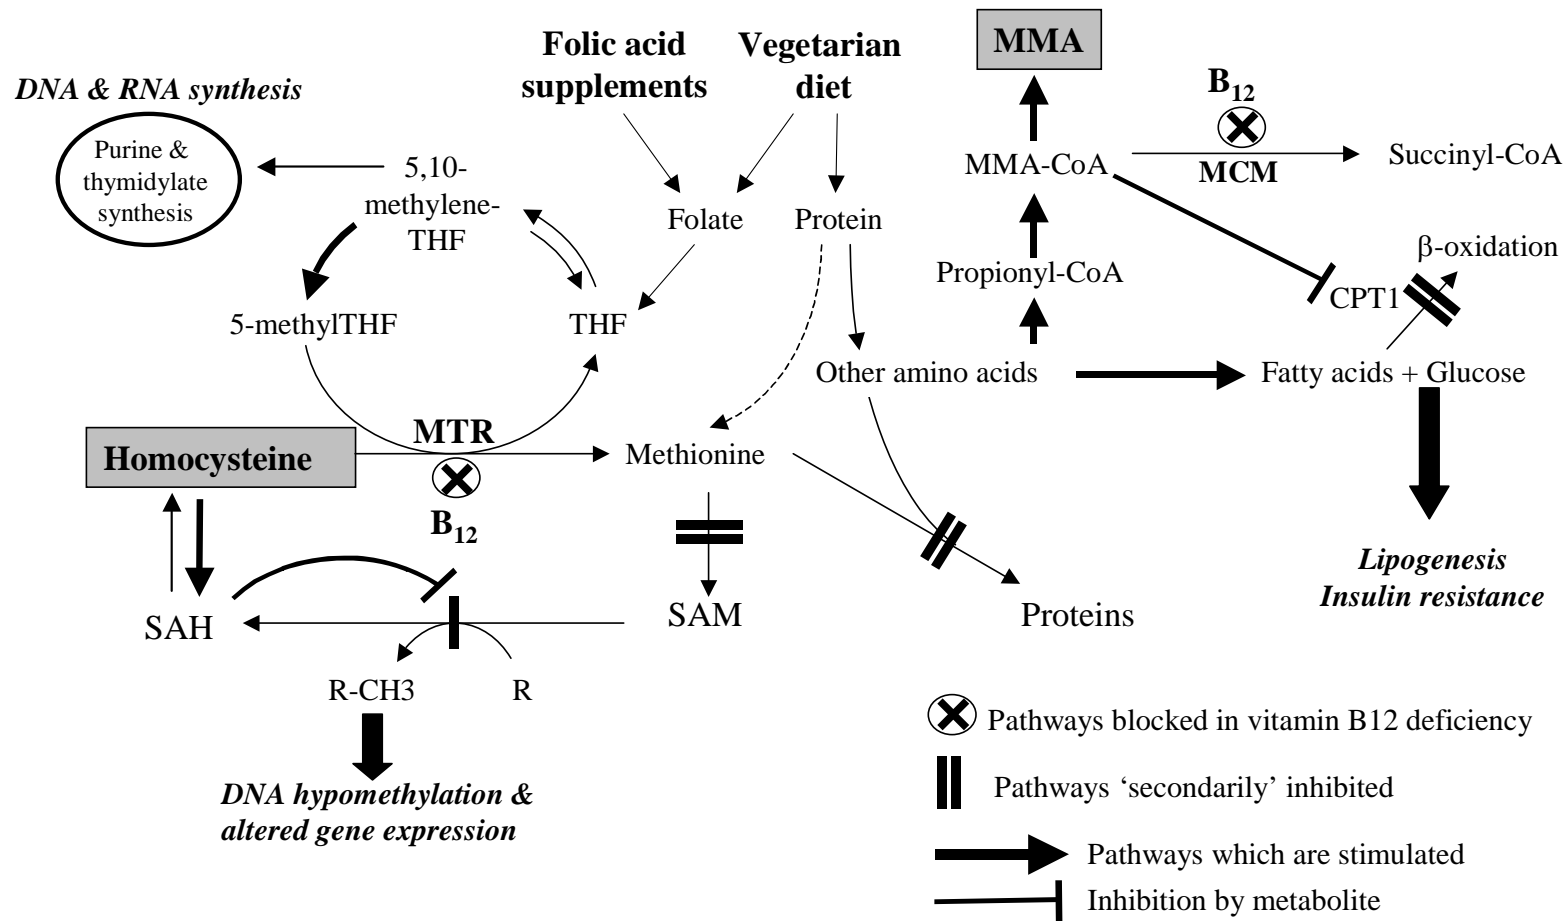 Folic acid
supplements
Vegetarian
diet
MMA
B12
DNA & RNA synthesis
Purine &
thymidylate
synthesis
5,10-
methylene-
THF
Folate
Protein
MMA-CoA
MCM
Succinyl-CoA
β-oxidation
Propionyl-CoA
CPT1
5-methylTHF
THF
Other amino acids
Fatty acids + Glucose
MTR
Homocysteine
Methionine
B12
Lipogenesis
Insulin resistance
SAH
SAM
Proteins
R-CH3
R
DNA hypomethylation &
altered gene expression
Pathways blocked in vitamin B12 deficiency
Pathways ‘secondarily’ inhibited
Pathways which are stimulated
Inhibition by metabolite